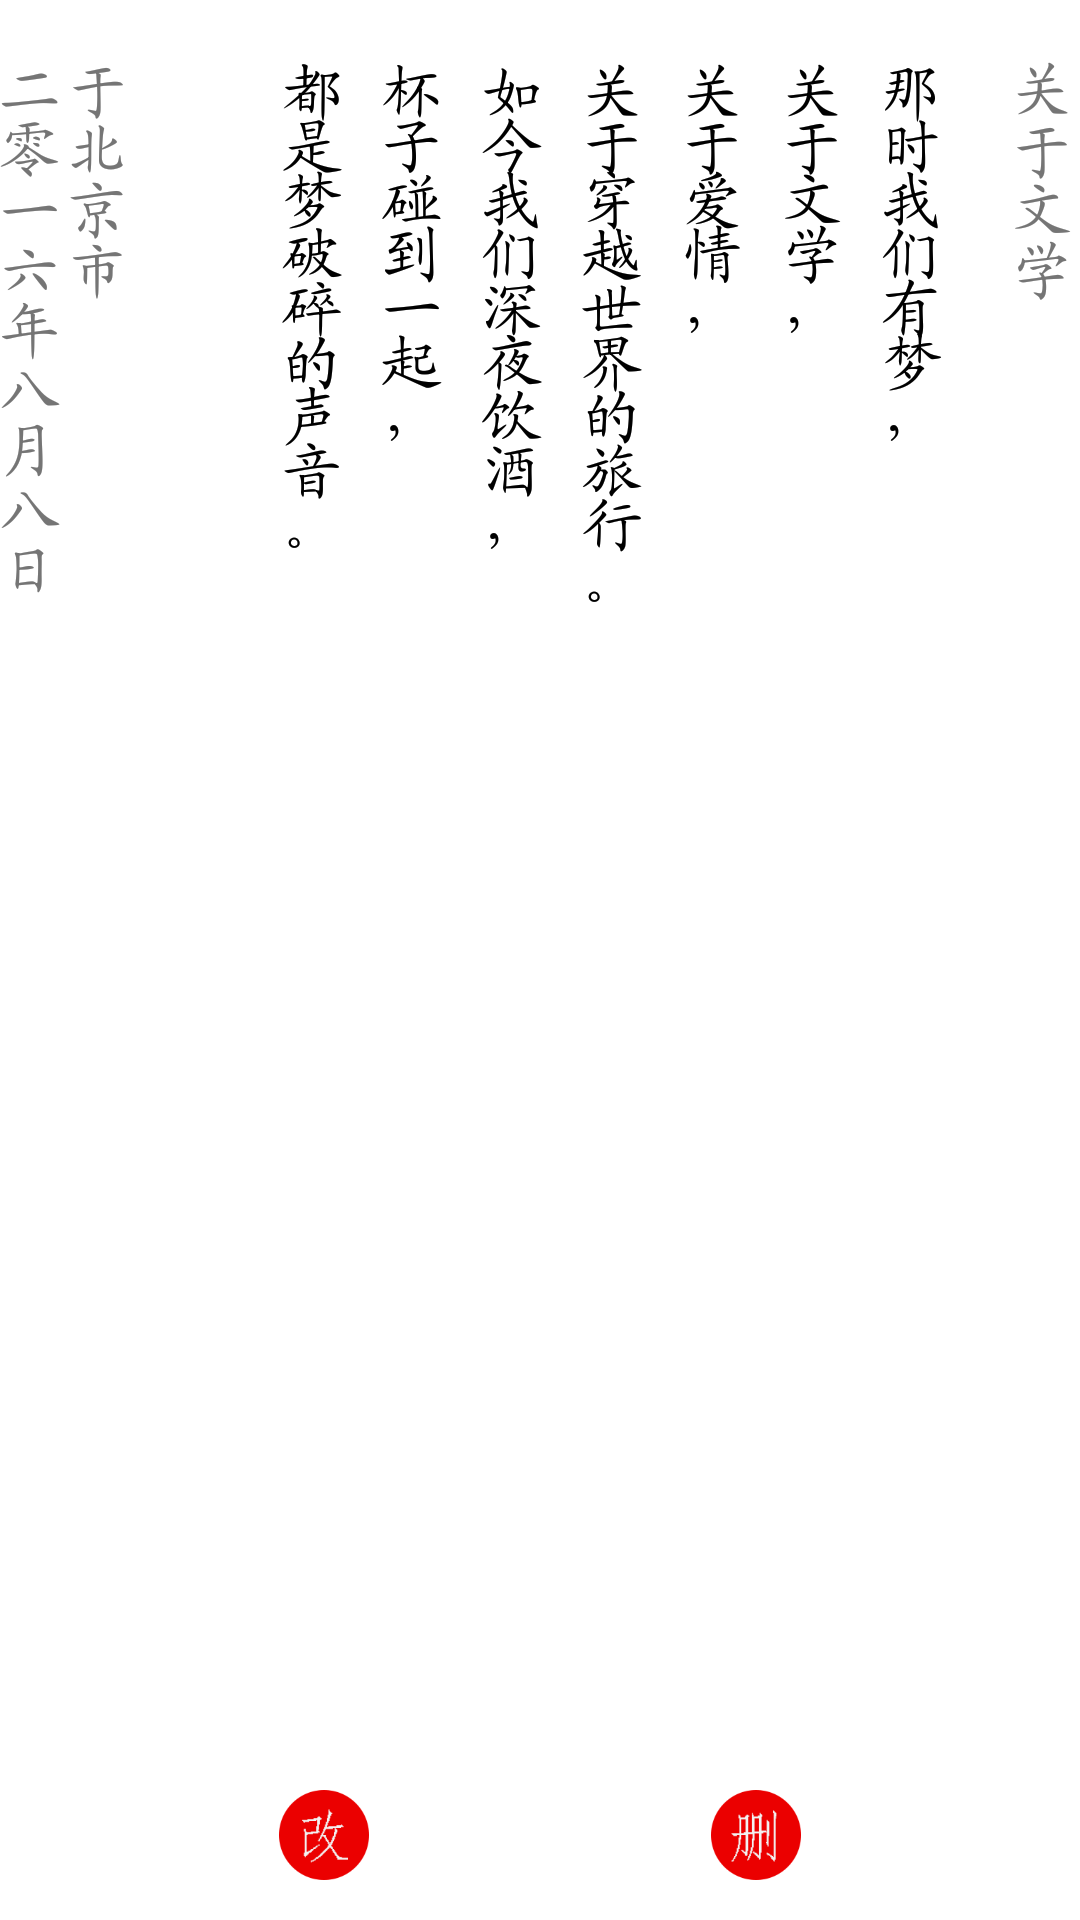 关于文学
那时我们有梦，
关于文学，
关于爱情，
关于穿越世界的旅行。
如今我们深夜饮酒，
杯子碰到一起，
都是梦破碎的声音。
于北京市
二零一六年八月八日
改
删